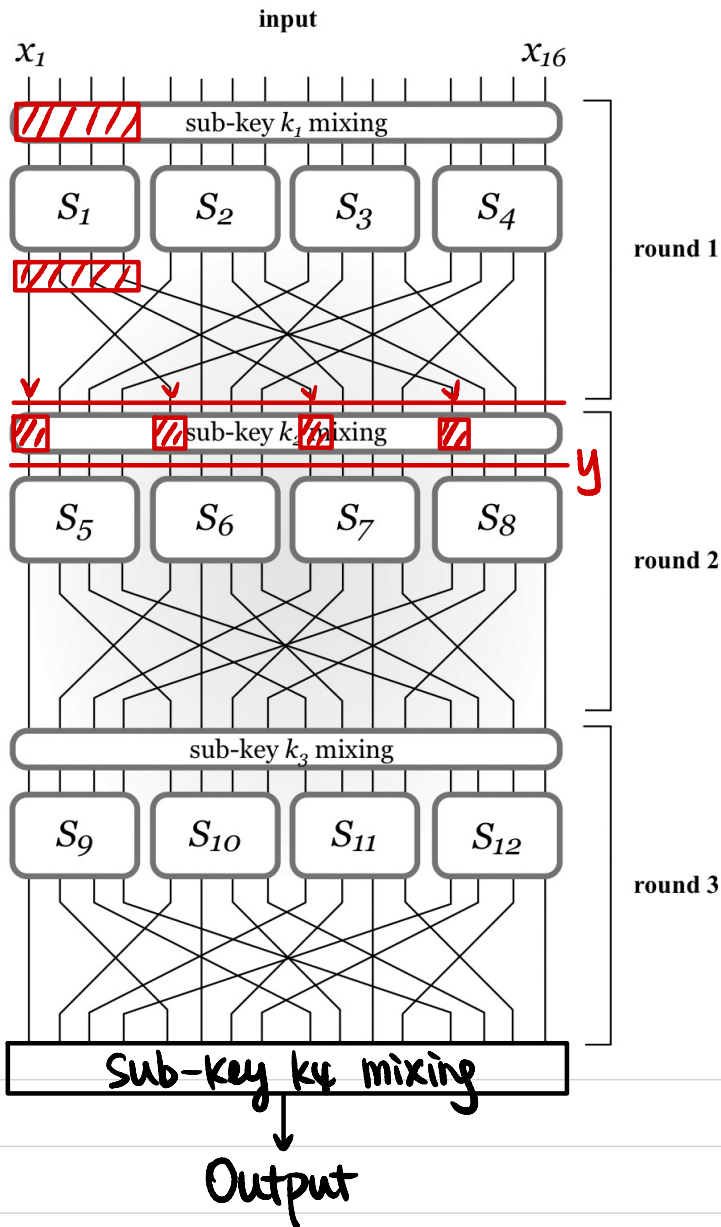 input
x1 x16
sub-key k1 mixing
S1 S2 S3 S4
round 1
sub-key k2 mixing
y
S5 S6 S7 S8
round 2
sub-key k3 mixing
S9 S10 S11 S12
round 3
Sub-key k4 mixing
Output